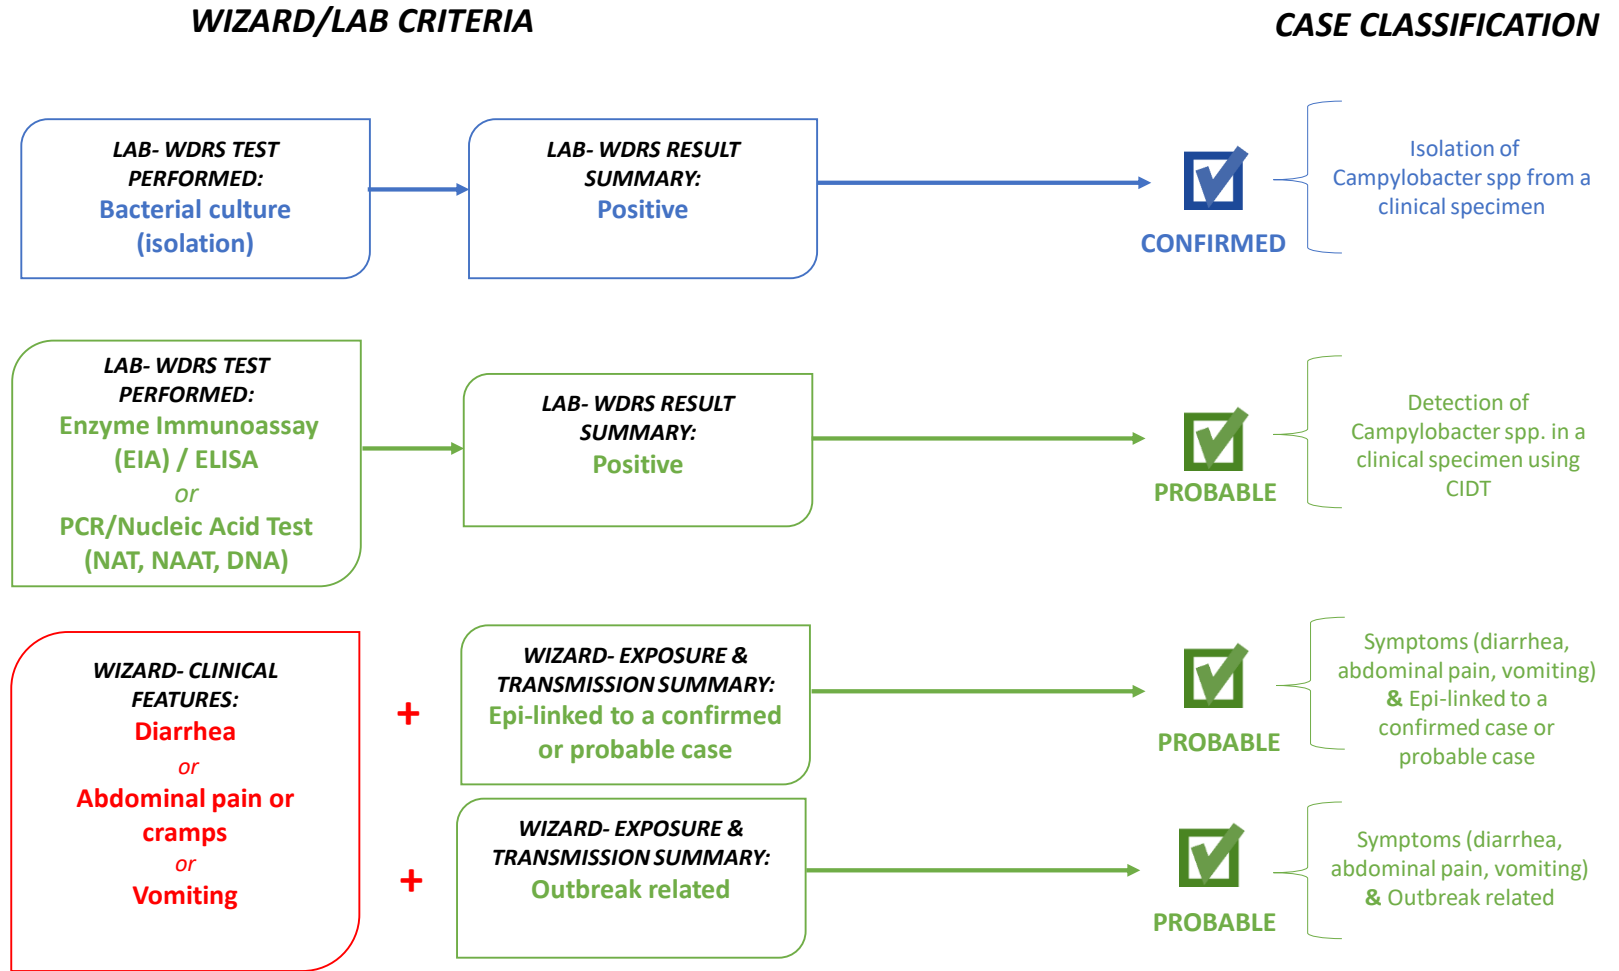 WIZARD/LAB CRITERIA
CASE CLASSIFICATION
LAB- WDRS TEST
PERFORMED:
Bacterial culture
(isolation)
LAB- WDRS RESULT
SUMMARY:
Positive
CONFIRMED
Isolation of
Campylobacter spp from a
clinical specimen
LAB- WDRS TEST
PERFORMED:
Enzyme Immunoassay
(EIA) / ELISA
or
PCR/Nucleic Acid Test
(NAT, NAAT, DNA)
LAB- WDRS RESULT
SUMMARY:
Positive
PROBABLE
Detection of
Campylobacter spp. in a
clinical specimen using
CIDT
WIZARD- CLINICAL
FEATURES:
Diarrhea
or
Abdominal pain or
cramps
or
Vomiting
+
WIZARD- EXPOSURE &
TRANSMISSION SUMMARY:
Epi-linked to a confirmed
or probable case
PROBABLE
Symptoms (diarrhea,
abdominal pain, vomiting)
& Epi-linked to a
confirmed case or
probable case
+
WIZARD- EXPOSURE &
TRANSMISSION SUMMARY:
Outbreak related
PROBABLE
Symptoms (diarrhea,
abdominal pain, vomiting)
& Outbreak related